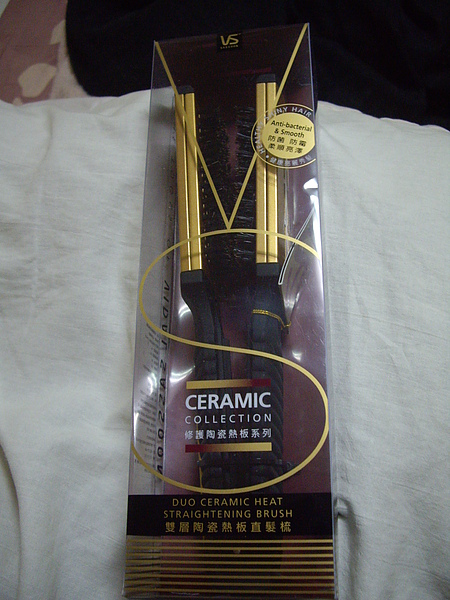 VS
Anti-bacterial
& Smooth
防菌 防霉
柔順亮澤
CERAMIC
COLLECTION
修護陶瓷熱板系列
DUO CERAMIC HEAT
STRAIGHTENING BRUSH
雙層陶瓷熱板直髮梳